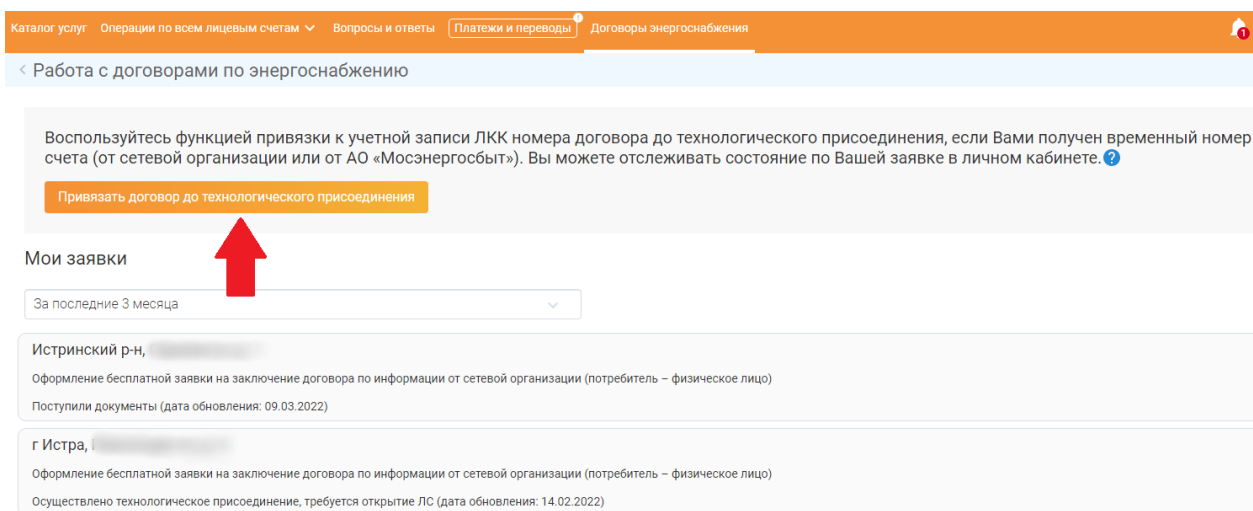 Каталог услуг Операции по всем лицевым счетам Вопросы и ответы Платежи и переводы ! Договоры энергоснабжения 1
< Работа с договорами по энергоснабжению
Воспользуйтесь функцией привязки к учетной записи ЛКК номера договора до технологического присоединения, если Вами получен временный номер
счета (от сетевой организации или от АО «Мосэнергосбыт»). Вы можете отслеживать состояние по Вашей заявке в личном кабинете. ?
Привязать договор до технологического присоединения
Мои заявки
За последние 3 месяца
Истринский р-н,
Оформление бесплатной заявки на заключение договора по информации от сетевой организации (потребитель – физическое лицо)
Поступили документы (дата обновления: 09.03.2022)
г Истра,
Оформление бесплатной заявки на заключение договора по информации от сетевой организации (потребитель – физическое лицо)
Осуществлено технологическое присоединение, требуется открытие ЛС (дата обновления: 14.02.2022)